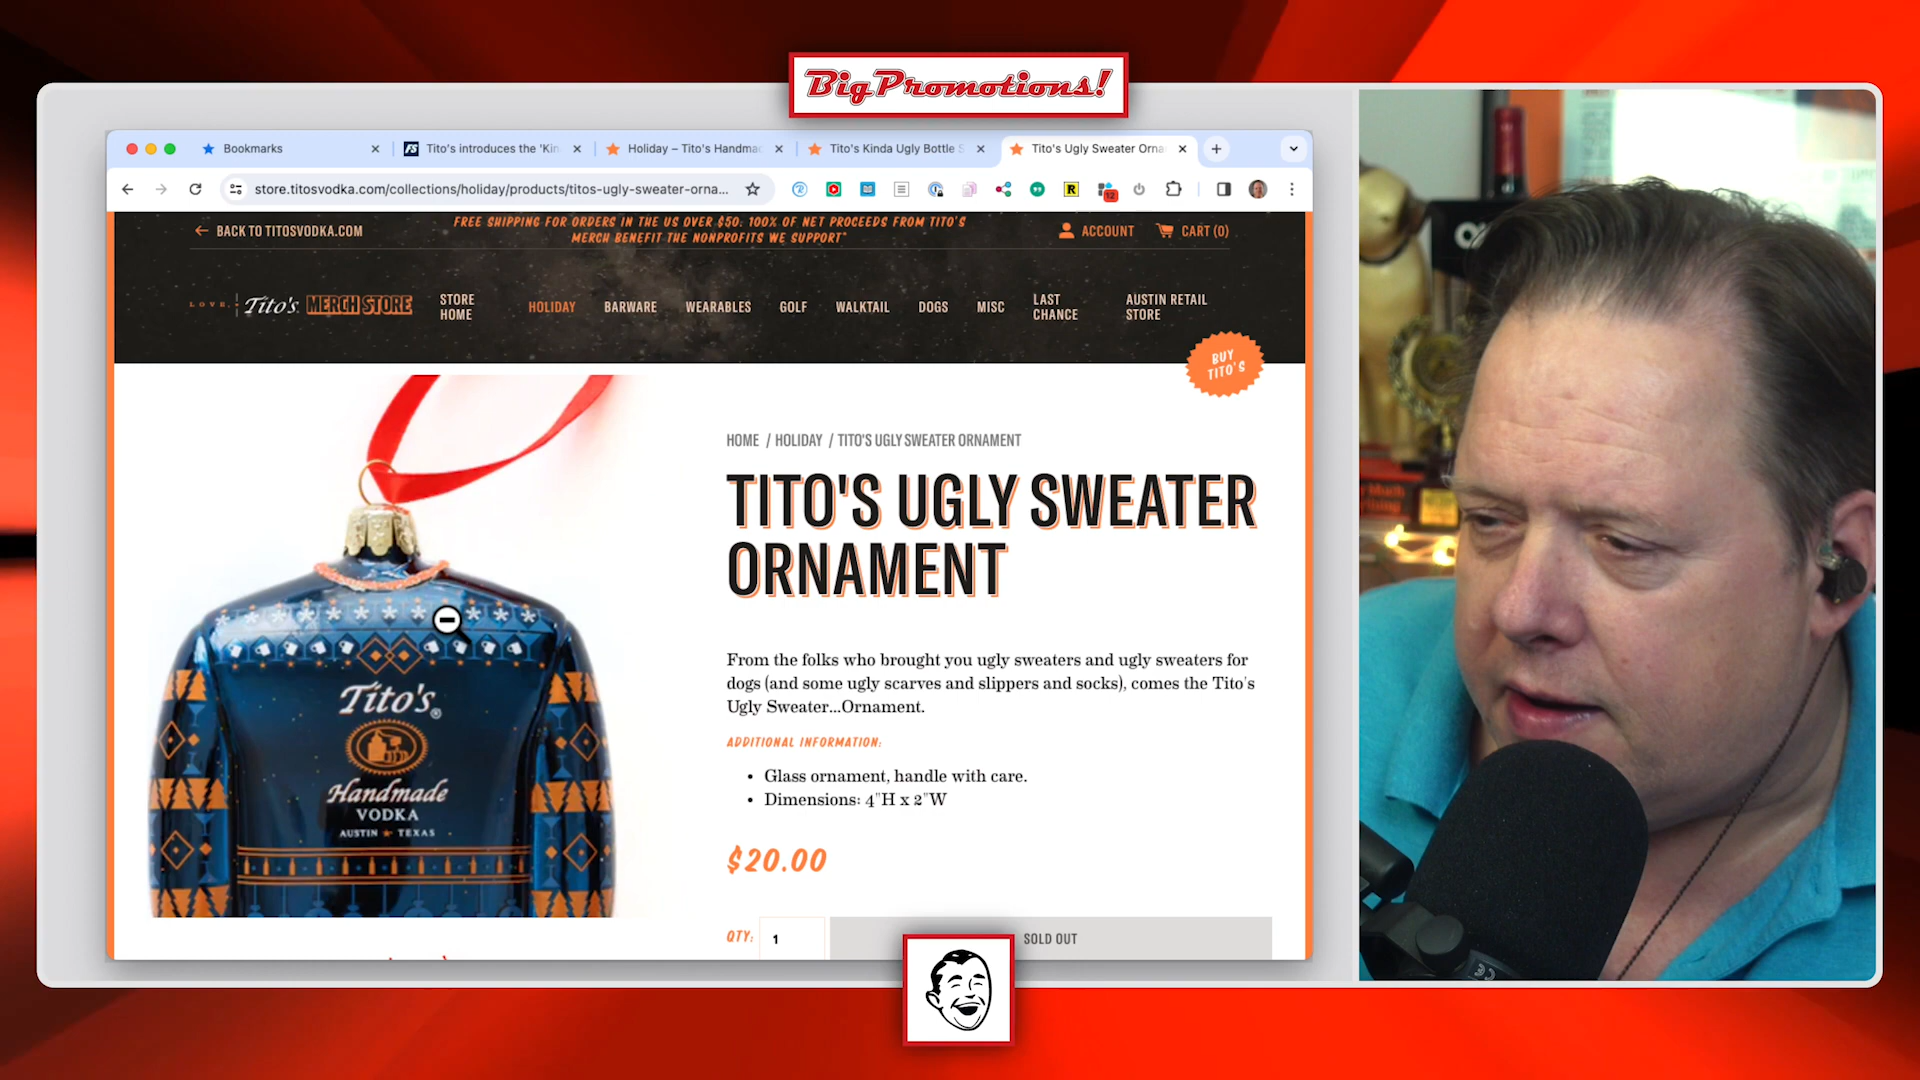 Big Promotions!
Bookmarks
Tito's introduces the 'Kin
Holiday – Tito's Handma
Tito's Kinda Ugly Bottle S
Tito's Ugly Sweater Orna
store.titosvodka.com/collections/holiday/products/titos-ugly-sweater-orna...
12
BACK TO TITOSVODKA.COM
FREE SHIPPING FOR ORDERS IN THE US OVER $50; 100% OF NET PROCEEDS FROM TITO'S
MERCH BENEFIT THE NONPROFITS WE SUPPORT*
ACCOUNT
CART (0)
LOVE, Tito's. MERCH STORE
STORE HOME
HOLIDAY
BARWARE
WEARABLES
GOLF
WALKTAIL
DOGS
MISC
LAST CHANCE
AUSTIN RETAIL STORE
BUY
TITO'S
HOME / HOLIDAY / TITO'S UGLY SWEATER ORNAMENT
TITO'S UGLY SWEATER
ORNAMENT
Tito's®
Handmade
VODKA
AUSTIN ★ TEXAS
From the folks who brought you ugly sweaters and ugly sweaters for
dogs (and some ugly scarves and slippers and socks), comes the Tito's
Ugly Sweater...Ornament.
ADDITIONAL INFORMATION:
• Glass ornament, handle with care.
• Dimensions: 4"H x 2"W
$20.00
QTY:
1
SOLD OUT